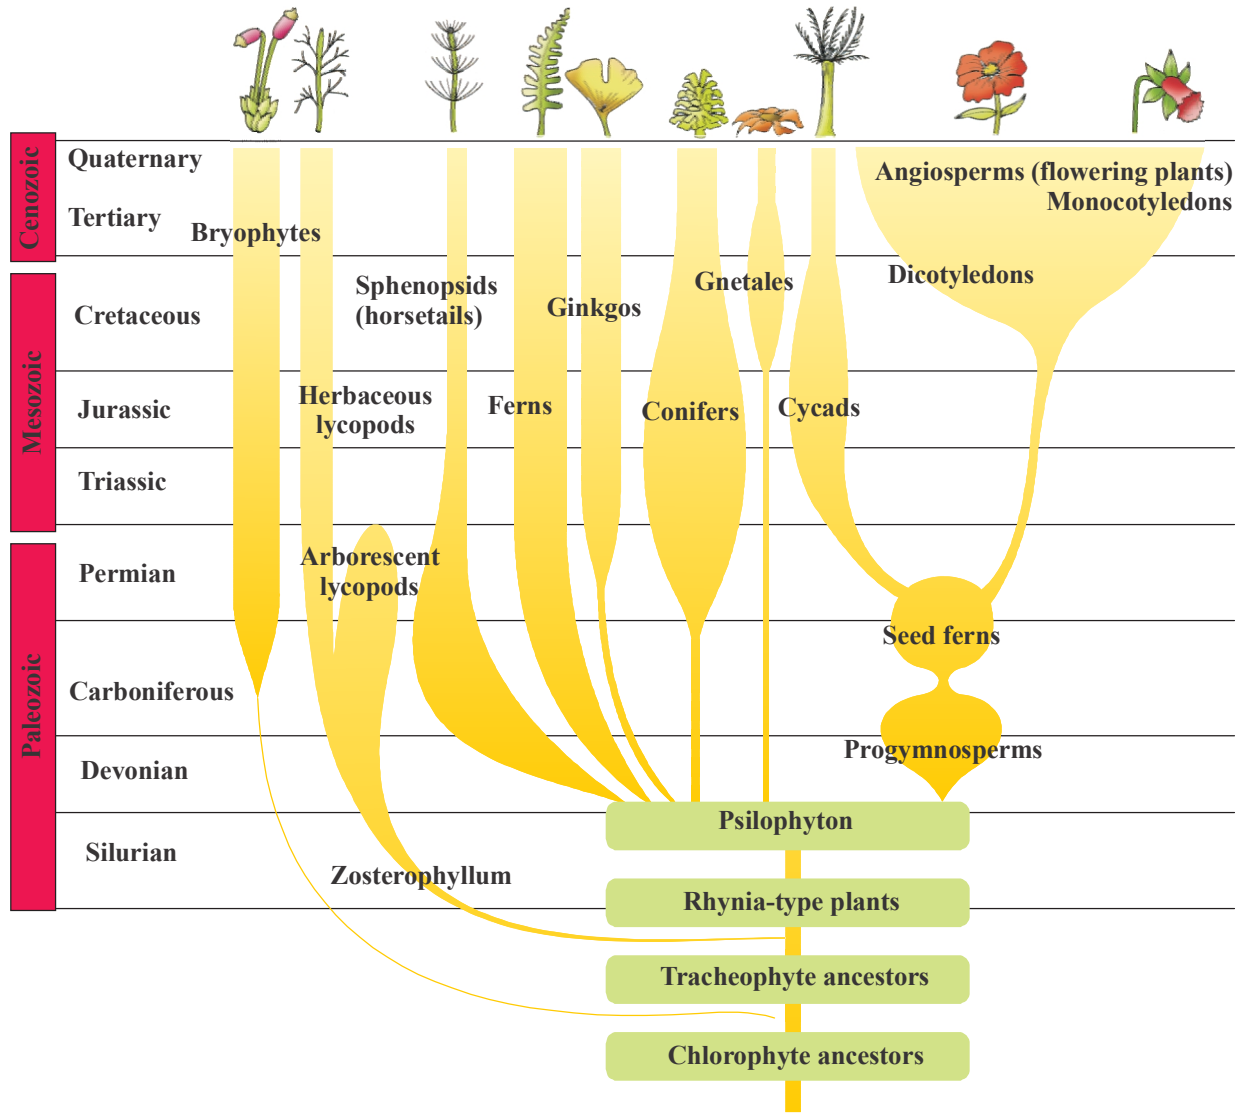 Cenozoic
Quaternary
Tertiary
Bryophytes
Angiosperms (flowering plants)
Monocotyledons
Dicotyledons
Mesozoic
Cretaceous
Jurassic
Triassic
Sphenopsids
(horsetails)
Ginkgos
Gnetales
Herbaceous
lycopods
Ferns
Conifers
Cycads
Paleozoic
Permian
Carboniferous
Devonian
Silurian
Arborescent
lycopods
Seed ferns
Progymnosperms
Psilophyton
Zosterophyllum
Rhynia-type plants
Tracheophyte ancestors
Chlorophyte ancestors